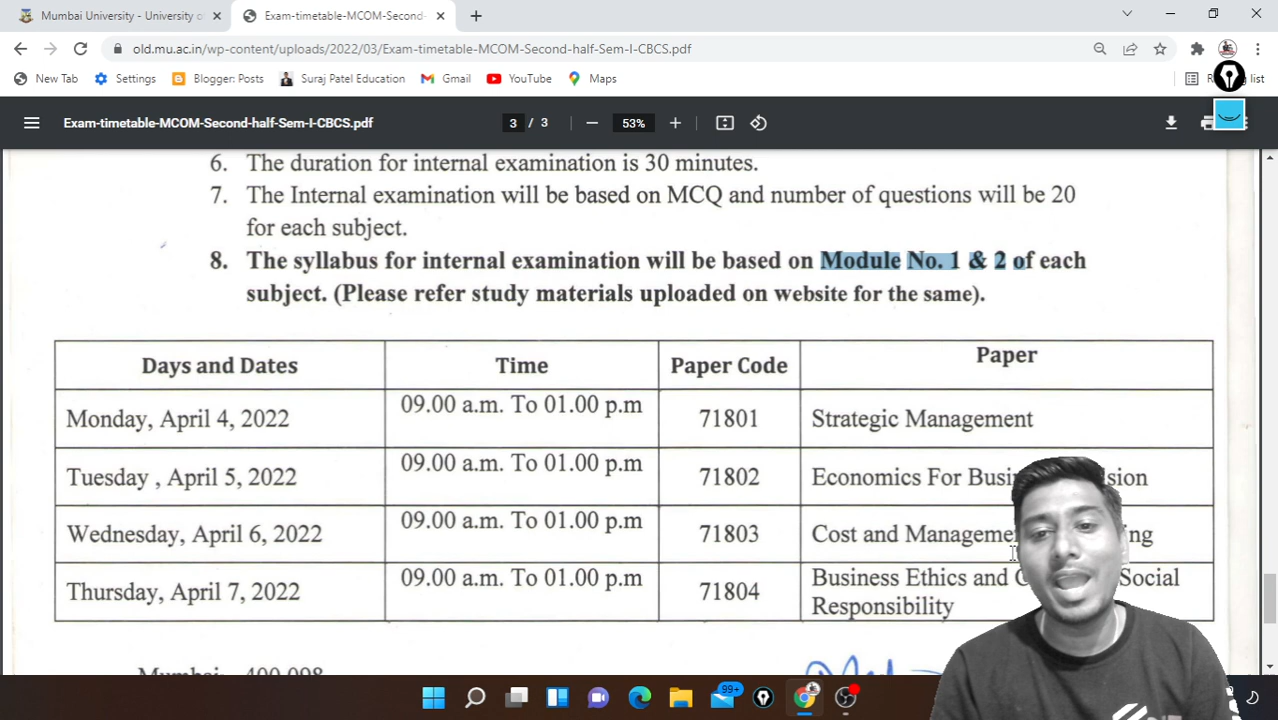 Mumbai University - University o
Exam-timetable-MCOM-Second-
old.mu.ac.in/wp-content/uploads/2022/03/Exam-timetable-MCOM-Second-half-Sem-I-CBCS.pdf
New Tab Settings Blogger: Posts Suraj Patel Education Gmail YouTube Maps list
Exam-timetable-MCOM-Second-half-Sem-I-CBCS.pdf 3 / 3 53%
6. The duration for internal examination is 30 minutes.
7. The Internal examination will be based on MCQ and number of questions will be 20
for each subject.
8. The syllabus for internal examination will be based on Module No. 1 & 2 of each
subject. (Please refer study materials uploaded on website for the same).
Days and Dates Time Paper Code Paper
Monday, April 4, 2022 09.00 a.m. To 01.00 p.m 71801 Strategic Management
Tuesday , April 5, 2022 09.00 a.m. To 01.00 p.m 71802 Economics For
Wednesday, April 6, 2022 09.00 a.m. To 01.00 p.m 71803 Cost and
Thursday, April 7, 2022 09.00 a.m. To 01.00 p.m 71804 Business Ethics and Social
Responsibility
Mumbai - 400 098
99+